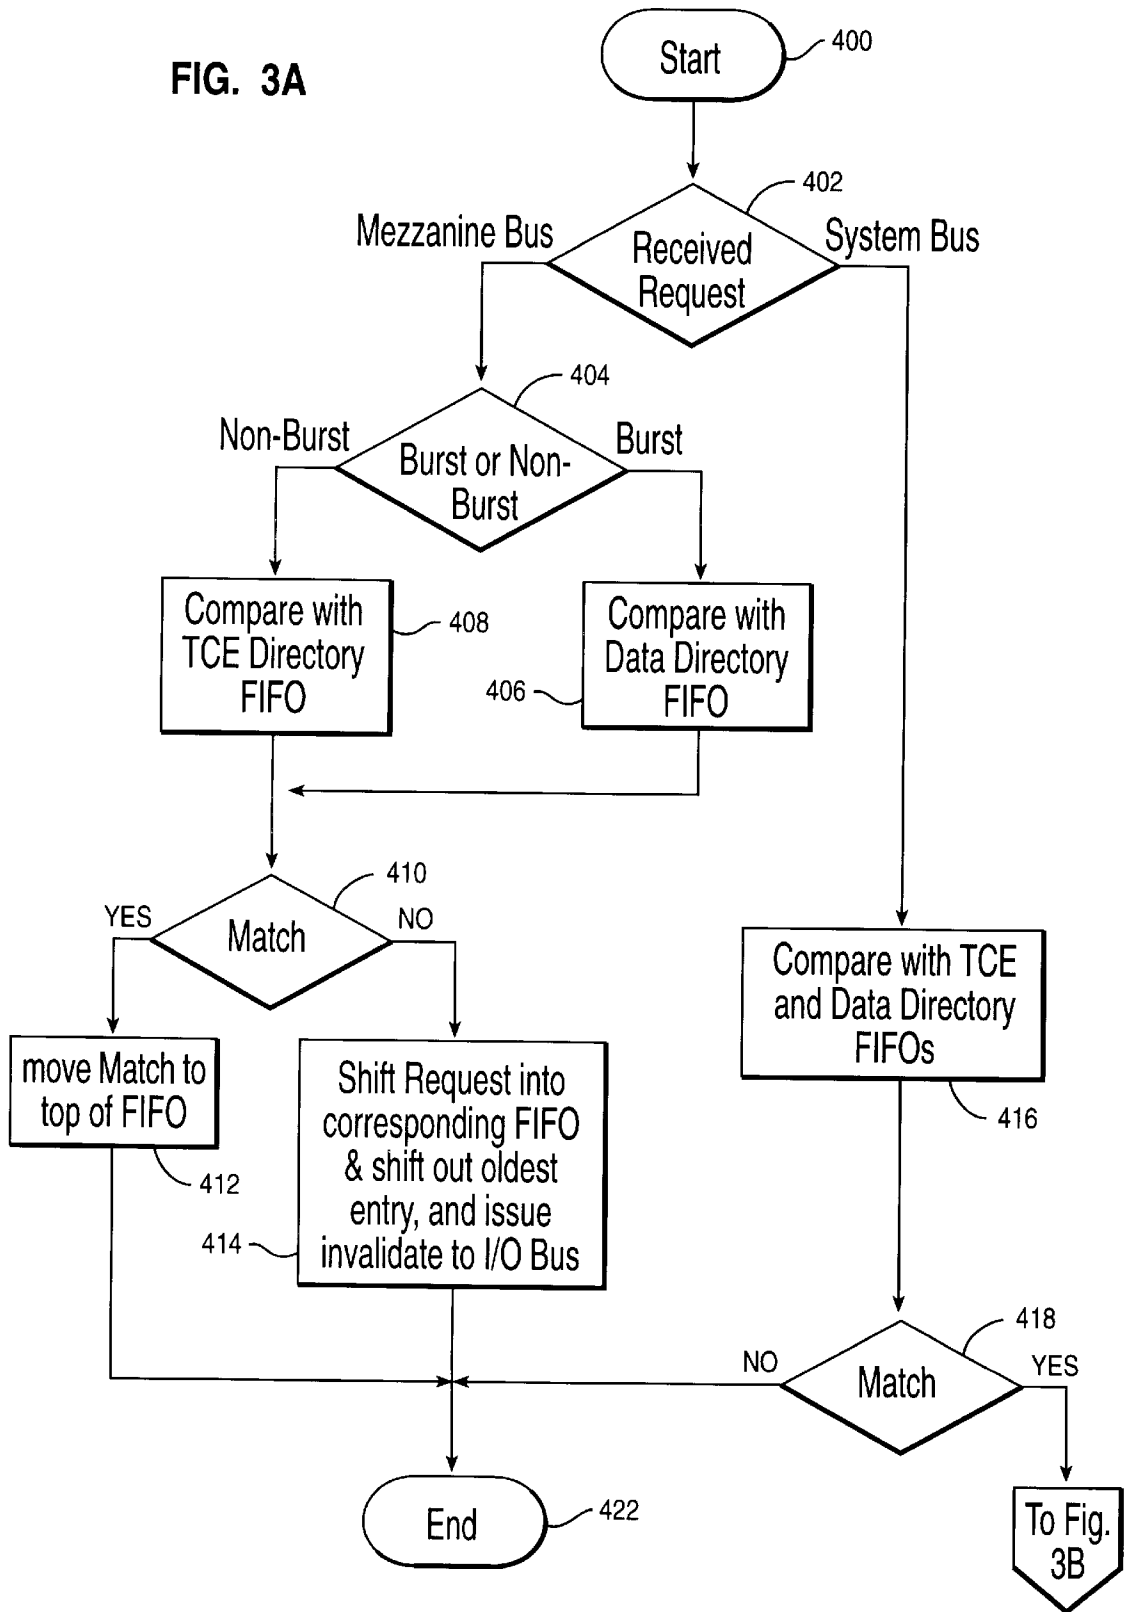 FIG. 3A
Start
400
402
Mezzanine Bus
System Bus
Received
Request
404
Non-Burst
Burst
Burst or Non-
Burst
Compare with
TCE Directory
FIFO
408
Compare with
Data Directory
FIFO
406
410
YES
NO
Match
move Match to
top of FIFO
412
Shift Request into
corresponding FIFO
& shift out oldest
entry, and issue
invalidate to I/O Bus
414
Compare with TCE
and Data Directory
FIFOs
416
418
NO
YES
Match
End
422
To Fig.
3B